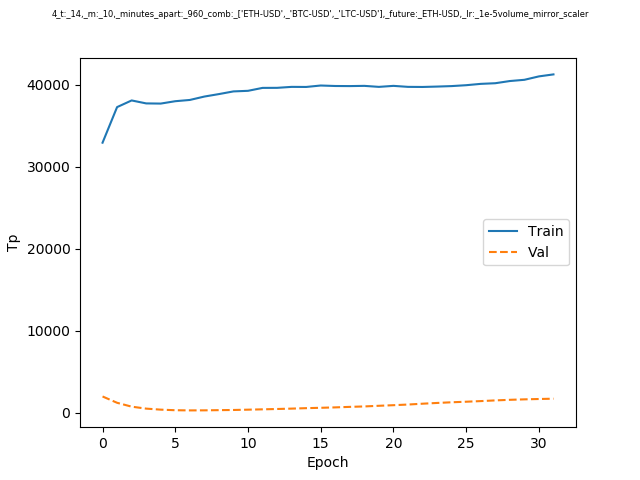 4_t:_14,_m:_10,_minutes_apart:_960_comb:_['ETH-USD',_'BTC-USD',_'LTC-USD'],_future:_ETH-USD,_lr:_1e-5volume_mirror_scaler
40000
30000
20000
10000
0
Tp
Train
Val
0 5 10 15 20 25 30
Epoch